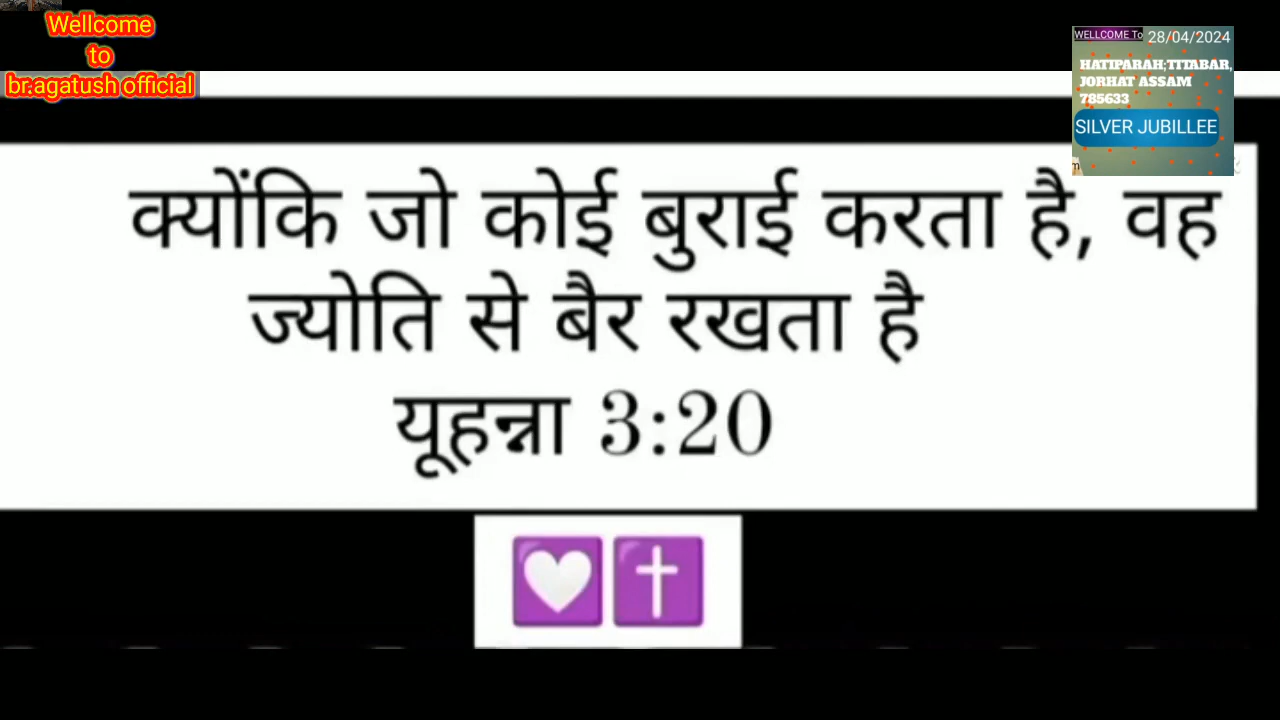 Wellcome
to
br.agatush official
WELLCOME To 28/04/2024
HATIPARAH;TITABAR,
JORHAT ASSAM
785633
SILVER JUBILLEE
क्योंकि जो कोई बुराई करता है, वह
ज्योति से बैर रखता है
यूहन्ना 3:20